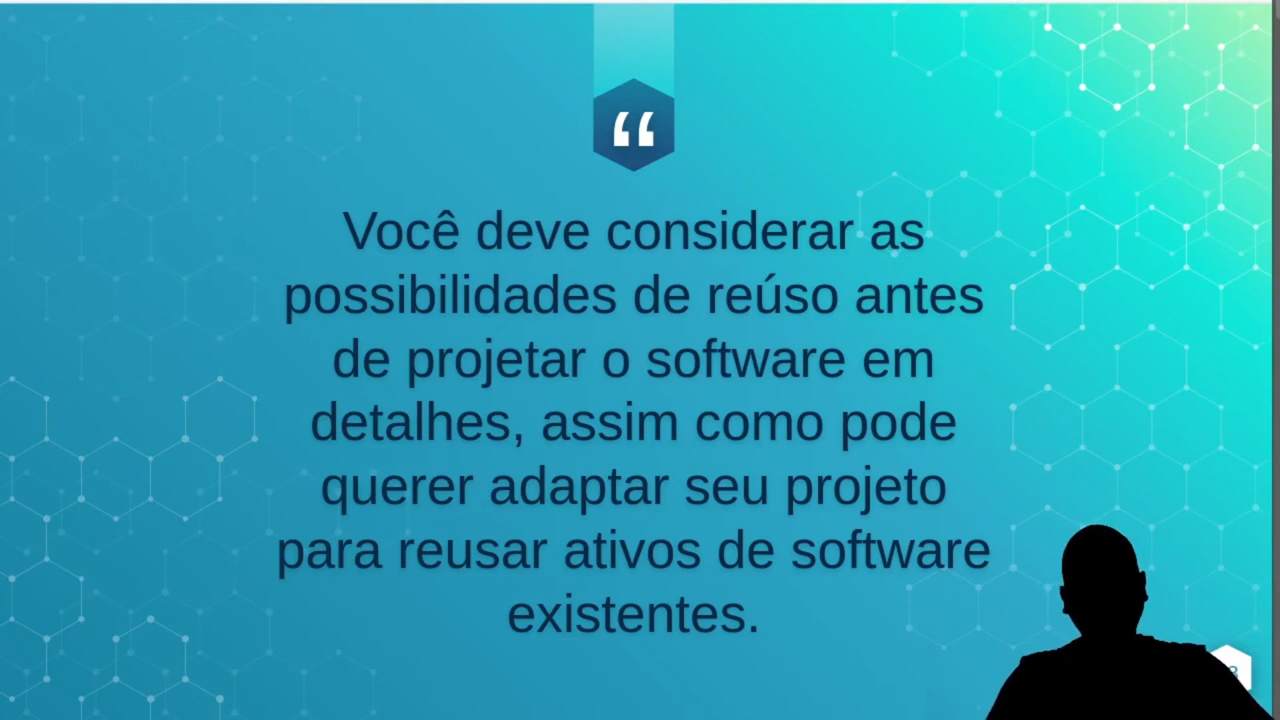 “
Você deve considerar as
possibilidades de reúso antes
de projetar o software em
detalhes, assim como pode
querer adaptar seu projeto
para reusar ativos de software
existentes.